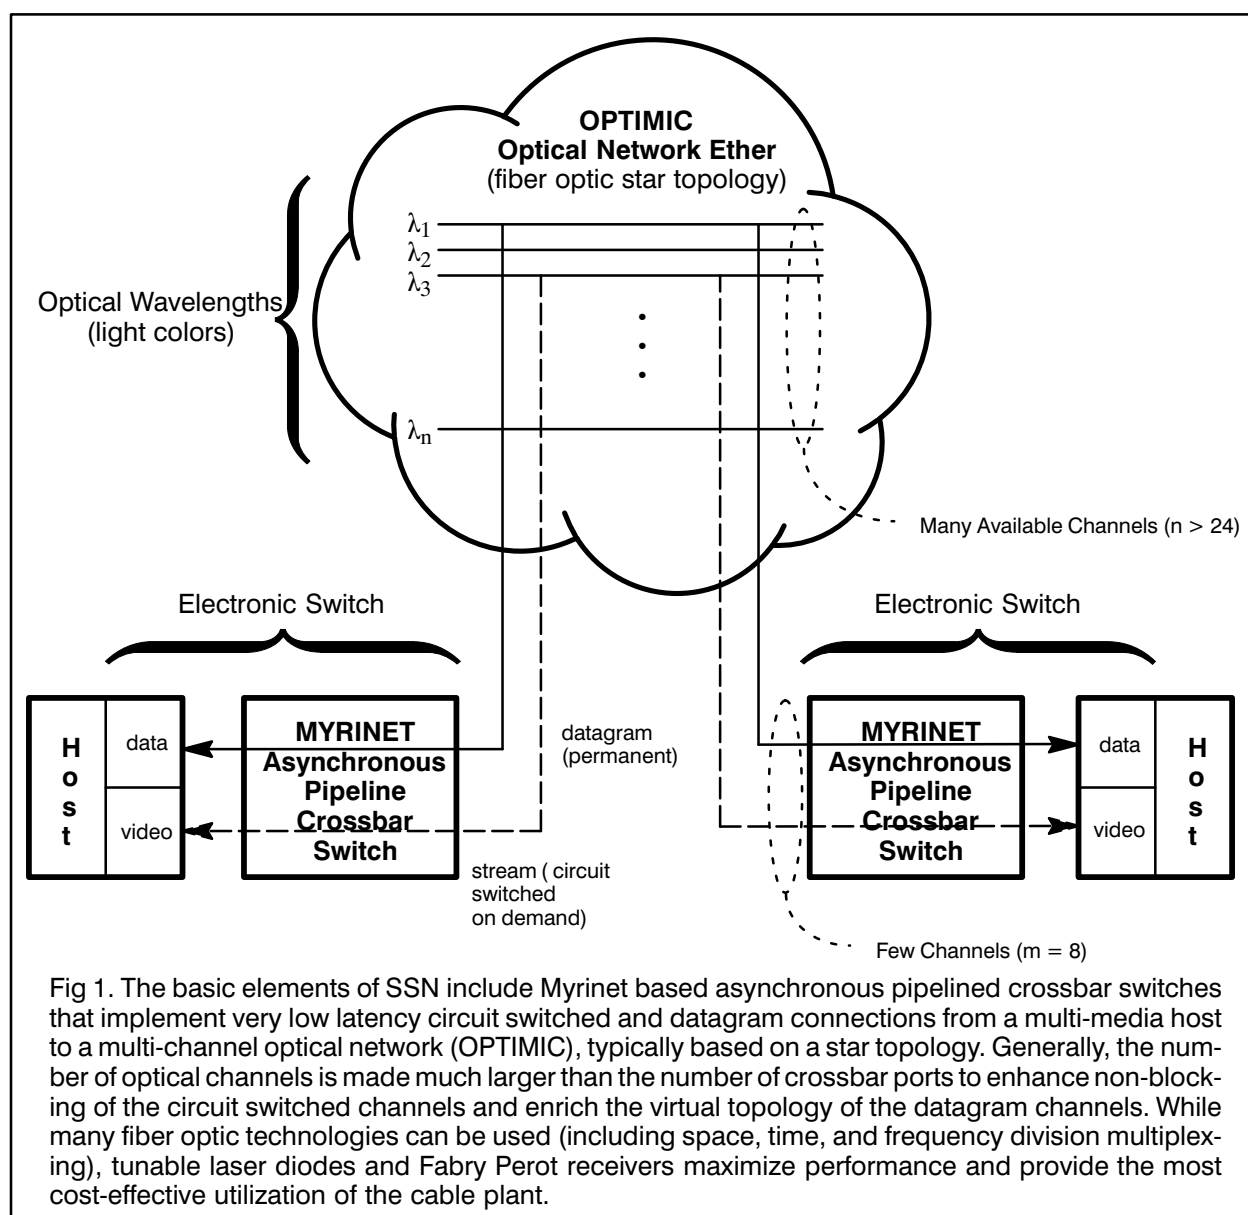 OPTIMIC
Optical Network Ether
(fiber optic star topology)
λ1
λ2
λ3
λn
Optical Wavelengths
(light colors)
Many Available Channels (n > 24)
Electronic Switch
Electronic Switch
Host
data
video
MYRINET
Asynchronous
Pipeline
Crossbar
Switch
datagram
(permanent)
stream ( circuit
switched
on demand)
MYRINET
Asynchronous
Pipeline
Crossbar
Switch
data
video
Host
Few Channels (m = 8)
Fig 1. The basic elements of SSN include Myrinet based asynchronous pipelined crossbar switches
that implement very low latency circuit switched and datagram connections from a multi-media host
to a multi-channel optical network (OPTIMIC), typically based on a star topology. Generally, the num-
ber of optical channels is made much larger than the number of crossbar ports to enhance non-block-
ing of the circuit switched channels and enrich the virtual topology of the datagram channels. While
many fiber optic technologies can be used (including space, time, and frequency division multiplex-
ing), tunable laser diodes and Fabry Perot receivers maximize performance and provide the most
cost-effective utilization of the cable plant.